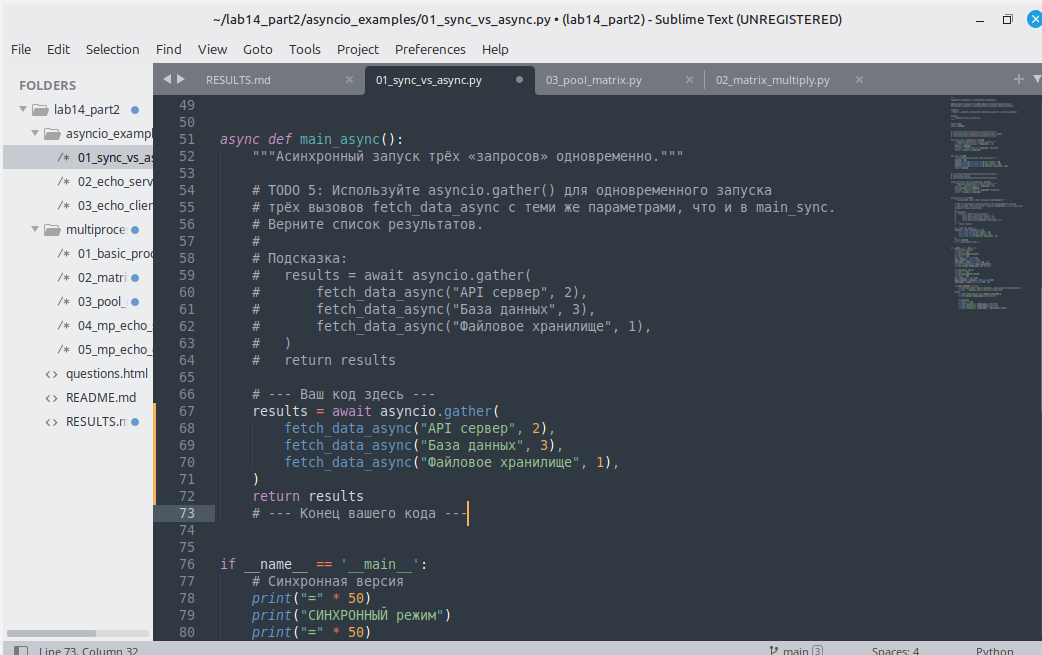 ~/lab14_part2/asyncio_examples/01_sync_vs_async.py • (lab14_part2) - Sublime Text (UNREGISTERED)
File Edit Selection Find View Goto Tools Project Preferences Help
FOLDERS
lab14_part2
asyncio_exampl
/* 01_sync_vs_as
/* 02_echo_serv
/* 03_echo_clien
multiproce
/* 01_basic_proc
/* 02_matri
/* 03_pool_
/* 04_mp_echo_s
/* 05_mp_echo_
<> questions.html
<> README.md
<> RESULTS.m
RESULTS.md 01_sync_vs_async.py 03_pool_matrix.py 02_matrix_multiply.py
49
50
51 async def main_async():
52 """Асинхронный запуск трёх «запросов» одновременно."""
53
54 # TODO 5: Используйте asyncio.gather() для одновременного запуска
55 # трёх вызовов fetch_data_async с теми же параметрами, что и в main_sync.
56 # Верните список результатов.
57 #
58 # Подсказка:
59 # results = await asyncio.gather(
60 # fetch_data_async("API сервер", 2),
61 # fetch_data_async("База данных", 3),
62 # fetch_data_async("Файловое хранилище", 1),
63 # )
64 # return results
65
66 # --- Ваш код здесь ---
67 results = await asyncio.gather(
68 fetch_data_async("API сервер", 2),
69 fetch_data_async("База данных", 3),
70 fetch_data_async("Файловое хранилище", 1),
71 )
72 return results
73 # --- Конец вашего кода ---
74
75
76 if __name__ == '__main__':
77 # Синхронная версия
78 print("=" * 50)
79 print("СИНХРОННЫЙ режим")
80 print("=" * 50)
Line 73, Column 32 main 3 Spaces: 4 Python